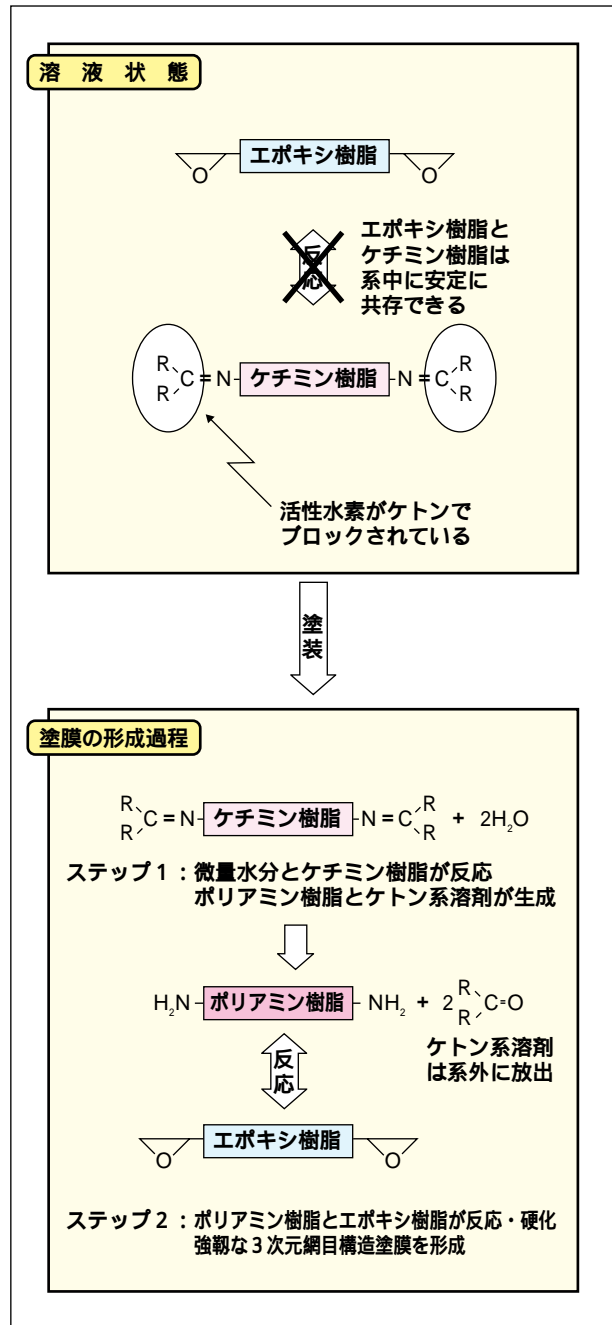 溶液状態
O エポキシ樹脂 O
反応
エポキシ樹脂と
ケチミン樹脂は
系中に安定に
共存できる
R
R
C=N-ケチミン樹脂-N=C
R
R
活性水素がケトンで
ブロックされている
塗装
塗膜の形成過程
R
R
C=N-ケチミン樹脂-N=C
R
R
+ 2H₂O
ステップ1:微量水分とケチミン樹脂が反応
ポリアミン樹脂とケトン系溶剤が生成
H₂N-ポリアミン樹脂-NH₂ + 2
R
R
C=O
ケトン系溶剤
は系外に放出
反応
O エポキシ樹脂 O
ステップ2:ポリアミン樹脂とエポキシ樹脂が反応・硬化
強靱な3次元網目構造塗膜を形成